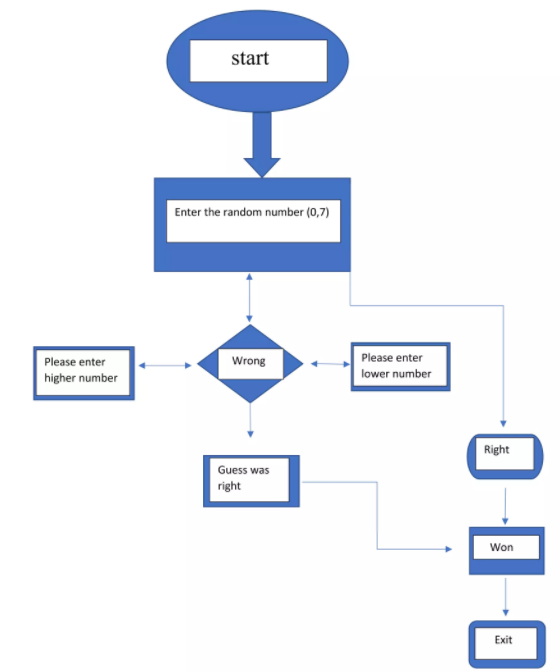 start
Enter the random number (0,7)
Wrong
Please enter
higher number
Please enter
lower number
Guess was
right
Right
Won
Exit